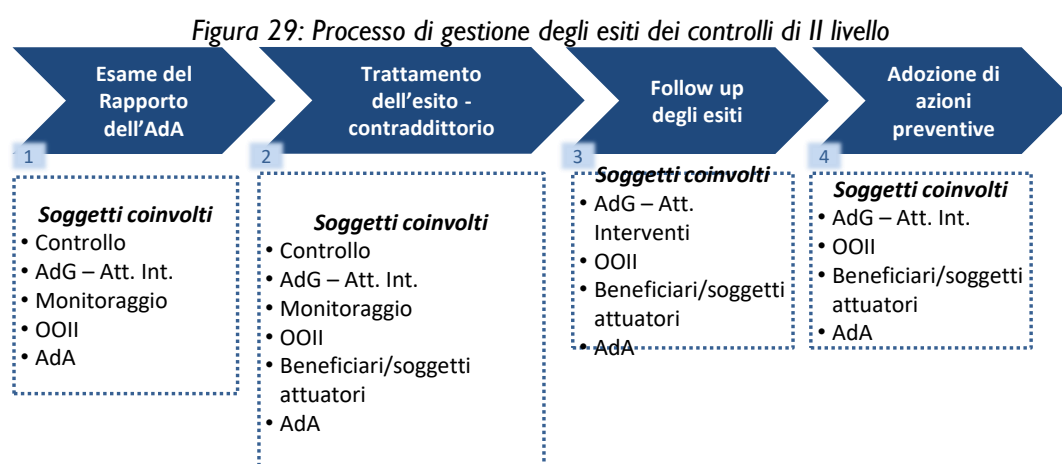 Figura 29: Processo di gestione degli esiti dei controlli di II livello
Esame del
Rapporto
dell'AdA
1
Soggetti coinvolti
• Controllo
• AdG – Att. Int.
• Monitoraggio
• OOII
• AdA
Trattamento
dell'esito -
contraddittorio
2
Soggetti coinvolti
• Controllo
• AdG – Att. Int.
• Monitoraggio
• OOII
• Beneficiari/soggetti
attuatori
• AdA
Follow up
degli esiti
3
Soggetti coinvolti
• AdG – Att.
Interventi
• OOII
• Beneficiari/soggetti
attuatori
• AdA
Adozione di
azioni
preventive
4
Soggetti coinvolti
• AdG – Att. Int.
• OOII
• Beneficiari/soggetti
attuatori
• AdA